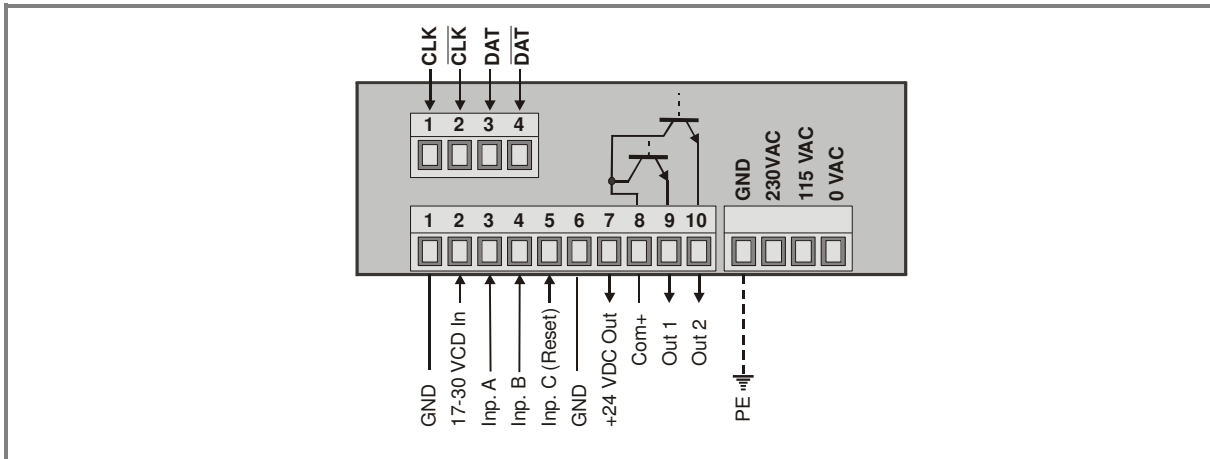 CLK
CLK
DAT
DAT
1 2 3 4
GND
230VAC
115 VAC
0 VAC
1 2 3 4 5 6 7 8 9 10
GND
17-30 VCD In
Inp. A
Inp. B
Inp. C (Reset)
GND
+24 VDC Out
Com+
Out 1
Out 2
PE